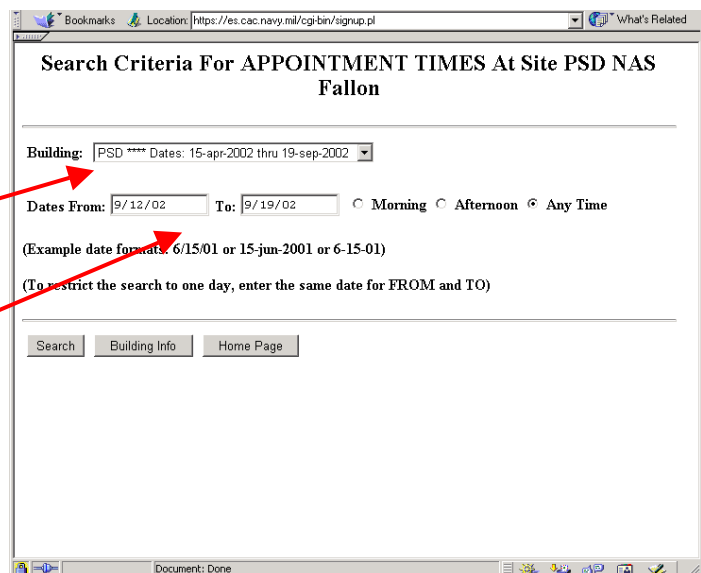 Bookmarks Location: https://es.cac.navy.mil/cgi-bin/signup.pl What's Related
Search Criteria For APPOINTMENT TIMES At Site PSD NAS
Fallon
Building: PSD **** Dates: 15-apr-2002 thru 19-sep-2002
Dates From: 9/12/02 To: 9/19/02 Morning Afternoon Any Time
(Example date formats: 6/15/01 or 15-jun-2001 or 6-15-01)
(To restrict the search to one day, enter the same date for FROM and TO)
Search Building Info Home Page
Document: Done